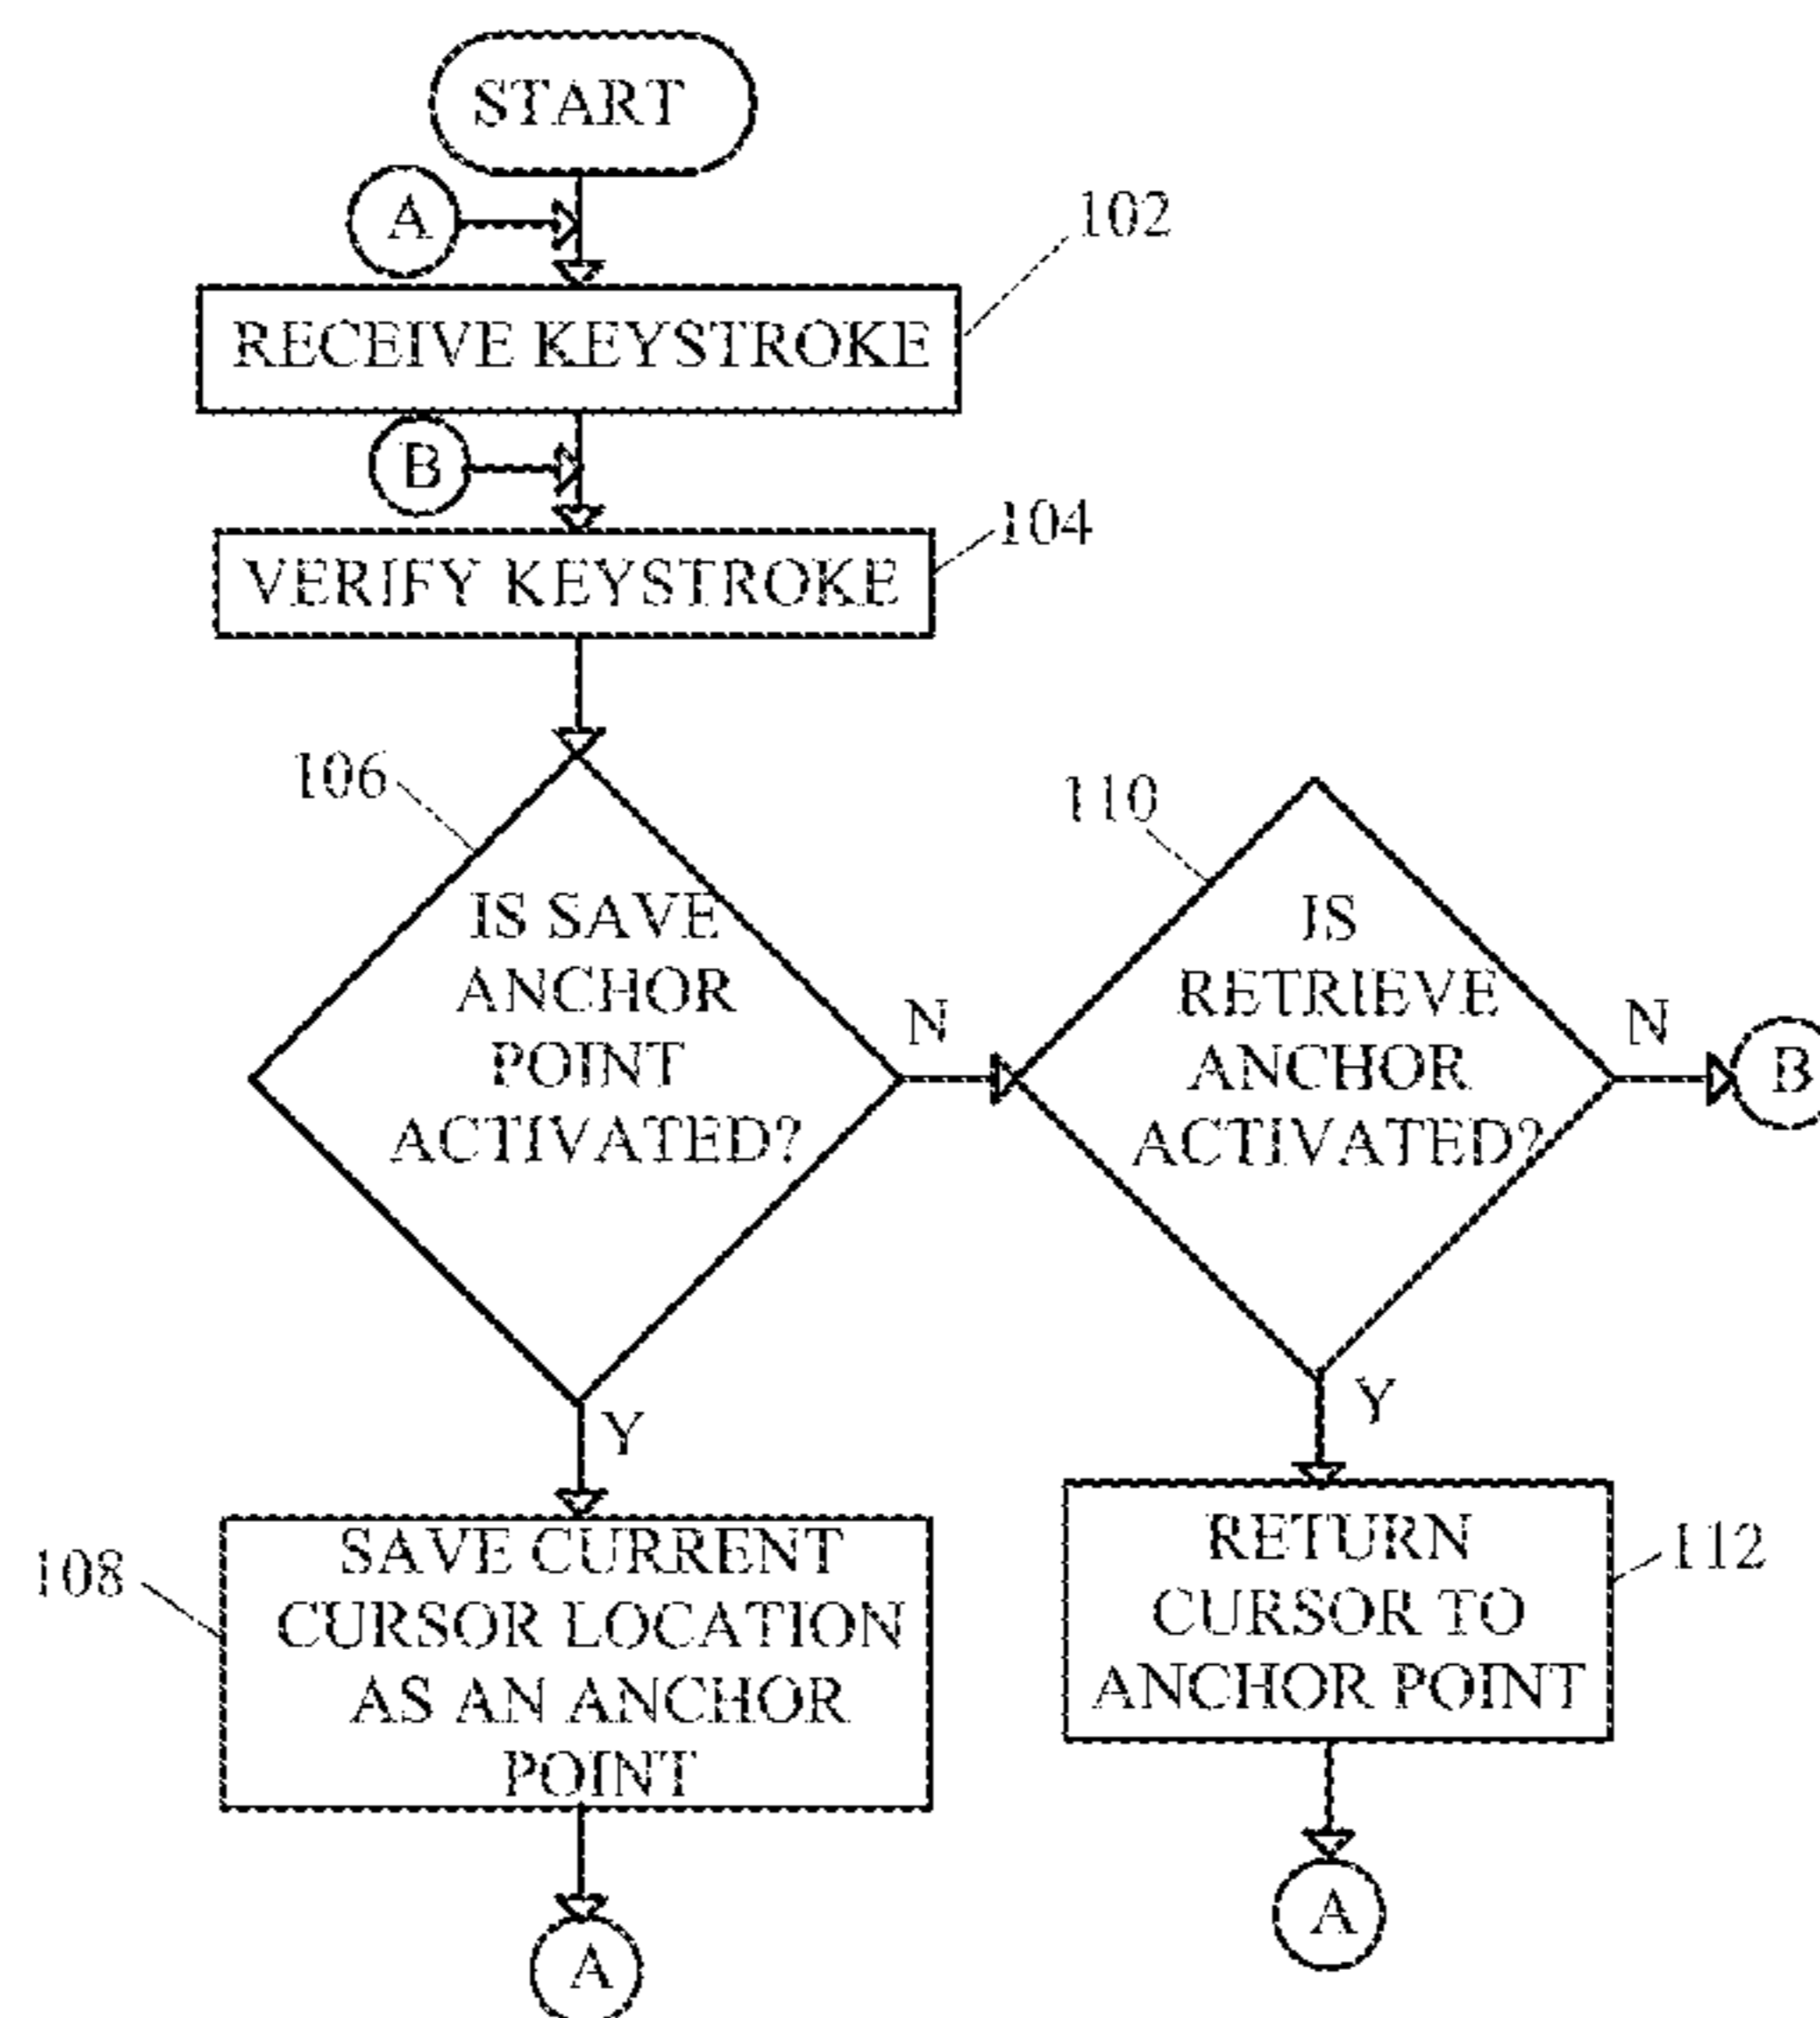 START
A
102
RECEIVE KEYSTROKE
B
104
VERIFY KEYSTROKE
106
IS SAVE
ANCHOR
POINT
ACTIVATED?
N
110
IS
RETRIEVE
ANCHOR
ACTIVATED?
N
B
Y
Y
108
SAVE CURRENT
CURSOR LOCATION
AS AN ANCHOR
POINT
RETURN
CURSOR TO
ANCHOR POINT
112
A
A